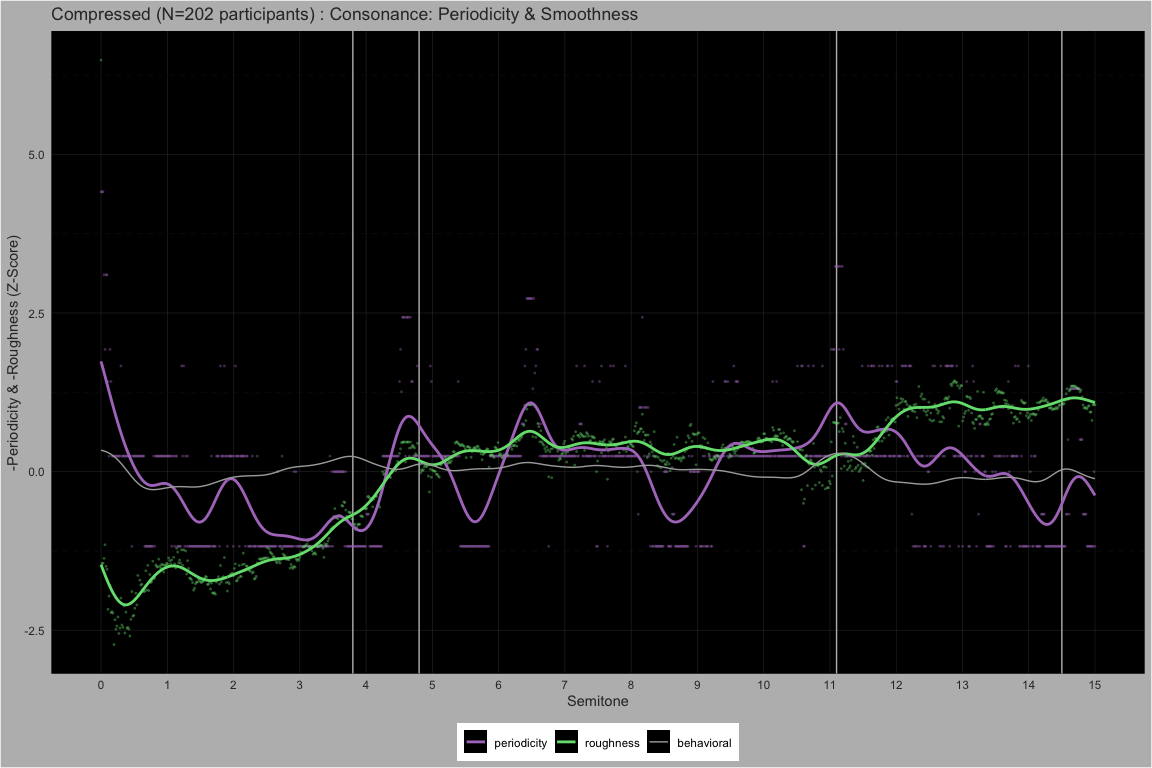 Compressed (N=202 participants) : Consonance: Periodicity & Smoothness
-Periodicity & -Roughness (Z-Score)
5.0
2.5
0.0
-2.5
0 1 2 3 4 5 6 7 8 9 10 11 12 13 14 15
Semitone
periodicity roughness behavioral